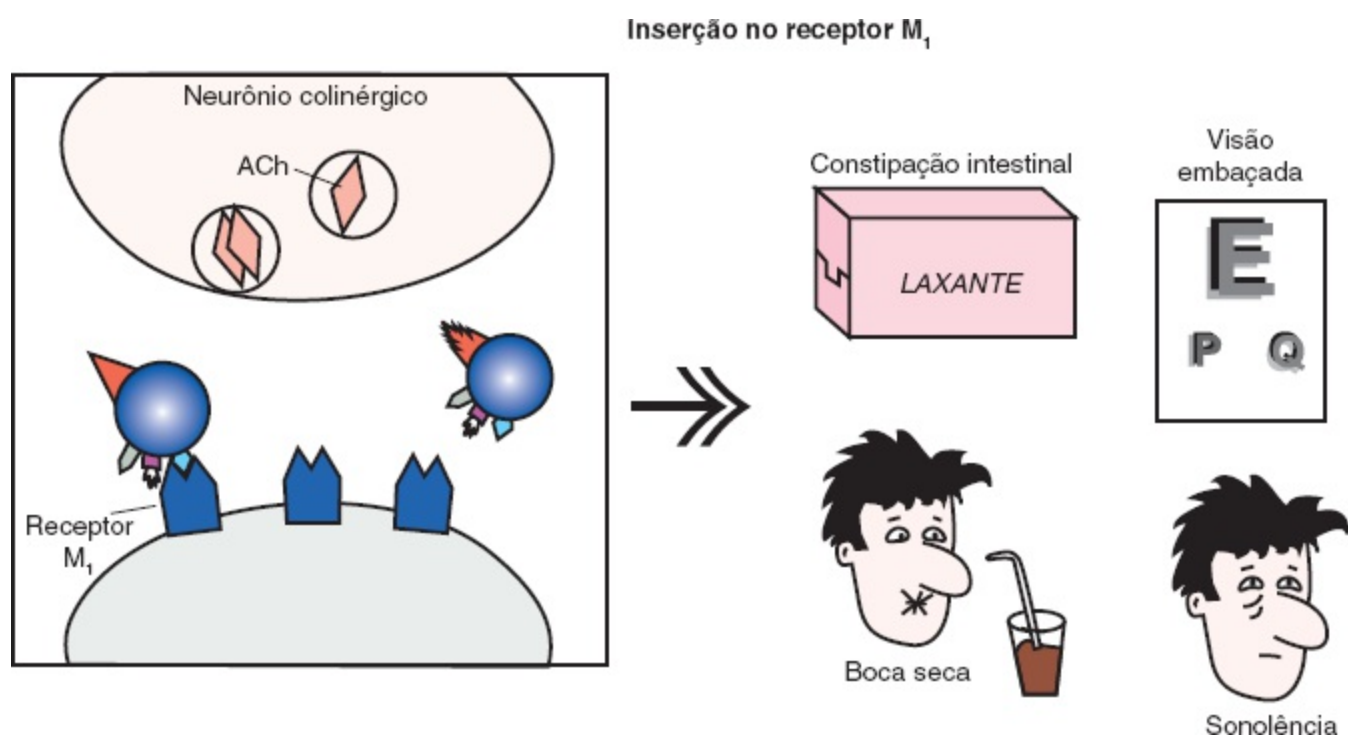 Inserção no receptor M₁
Neurônio colinérgico
ACh
Receptor
M₁
Constipação intestinal
LAXANTE
Visão
embaçada
E
P Q
Boca seca
Sonolência